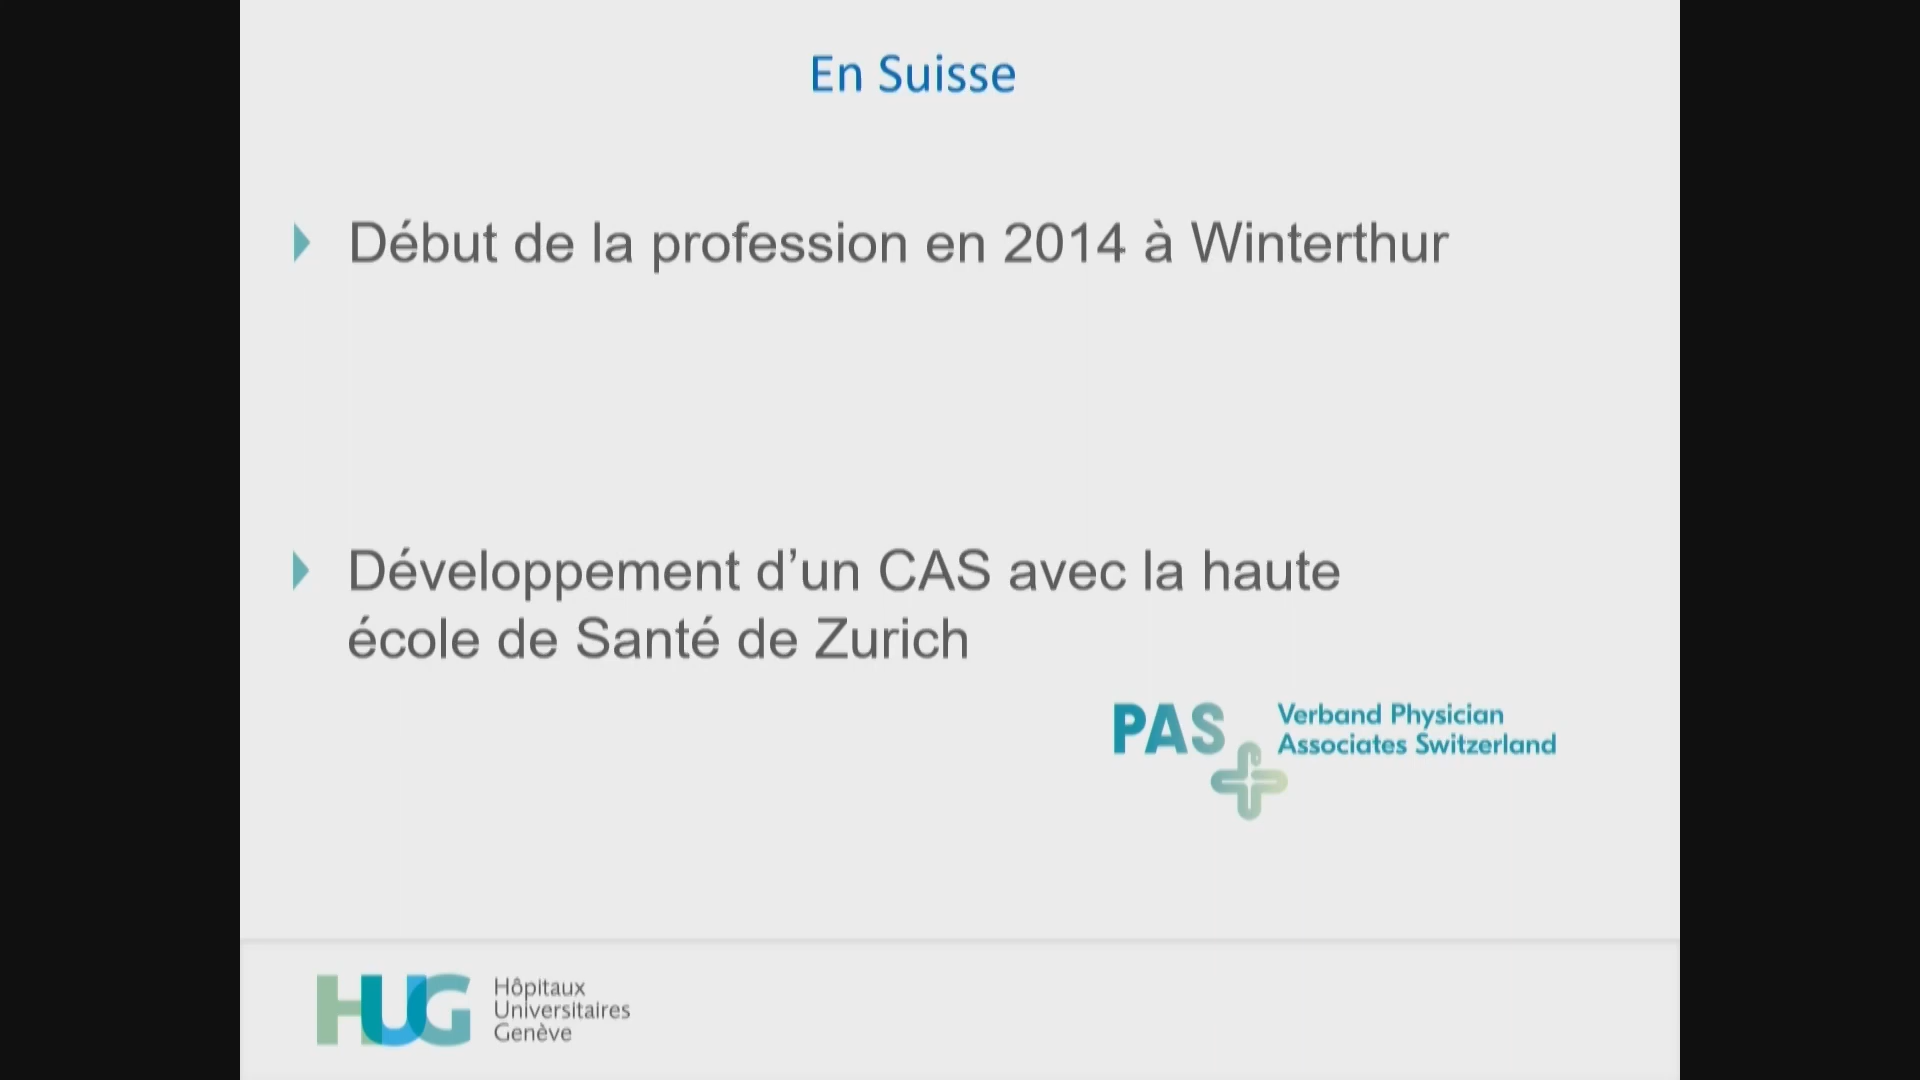 En Suisse
Début de la profession en 2014 à Winterthur
Développement d’un CAS avec la haute
école de Santé de Zurich
PAS
Verband Physician
Associates Switzerland
HUG
Hôpitaux
Universitaires
Genève